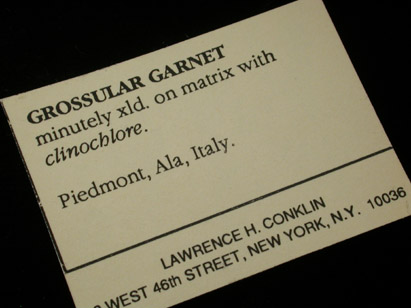 GROSSULAR GARNET
minutely xld. on matrix with
clinochlore.
Piedmont, Ala, Italy.
LAWRENCE H. CONKLIN
WEST 46th STREET, NEW YORK, N.Y. 10036